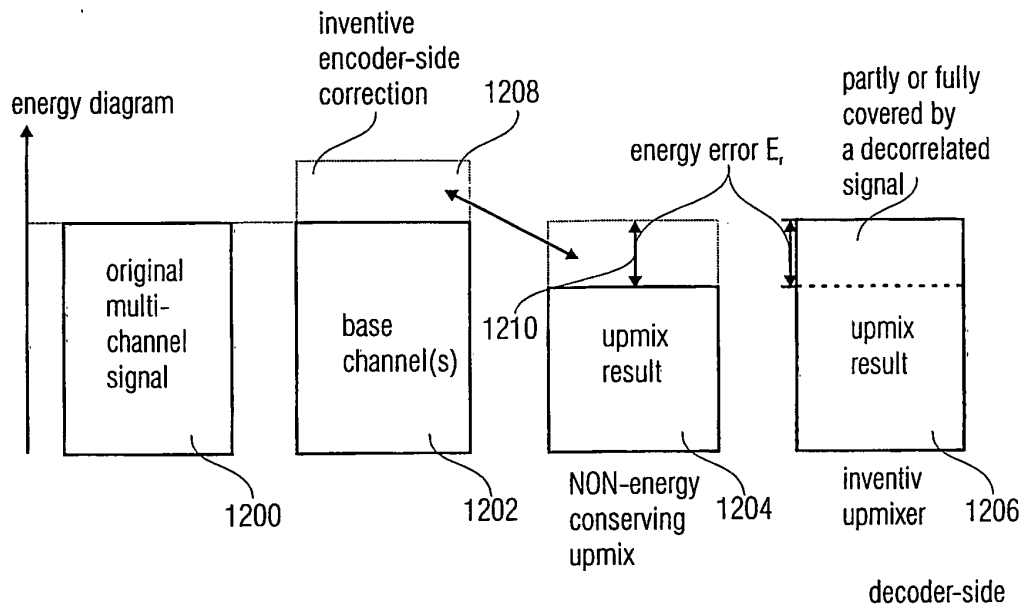 inventive
encoder-side
correction
1208
energy diagram
partly or fully
covered by
a decorrelated
signal
energy error Er
original
multi-
channel
signal
base
channel(s)
1210
upmix
result
upmix
result
1200
1202
NON-energy
conserving
upmix
1204
inventiv
upmixer
1206
decoder-side